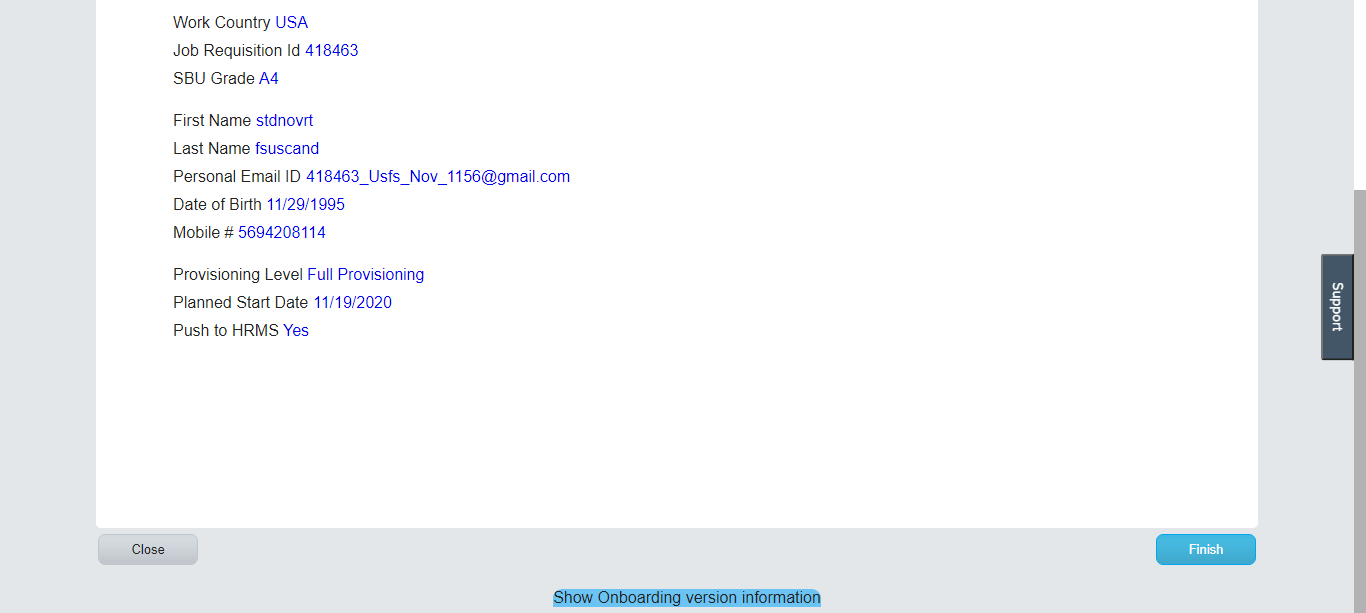 Work Country USA
Job Requisition Id 418463
SBU Grade A4
First Name stdnovrt
Last Name fsuscand
Personal Email ID 418463_Usfs_Nov_1156@gmail.com
Date of Birth 11/29/1995
Mobile # 5694208114
Provisioning Level Full Provisioning
Planned Start Date 11/19/2020
Push to HRMS Yes
Support
Close
Finish
Show Onboarding version information